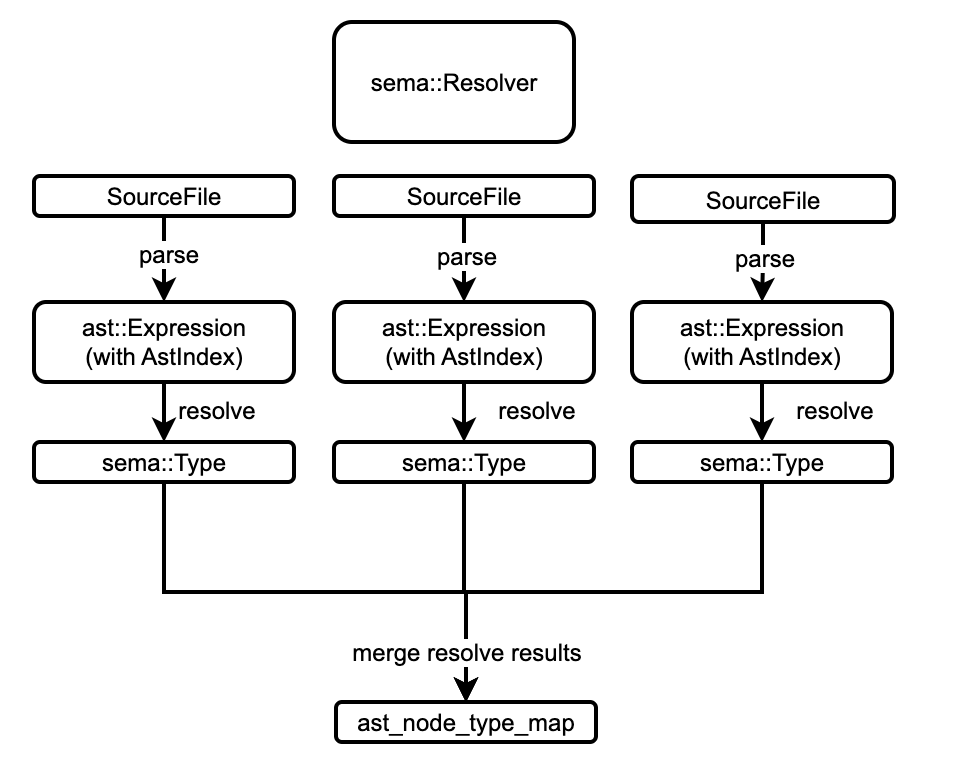 sema::Resolver
SourceFile
SourceFile
SourceFile
parse
parse
parse
ast::Expression
(with AstIndex)
ast::Expression
(with AstIndex)
ast::Expression
(with AstIndex)
resolve
resolve
resolve
sema::Type
sema::Type
sema::Type
merge resolve results
ast_node_type_map